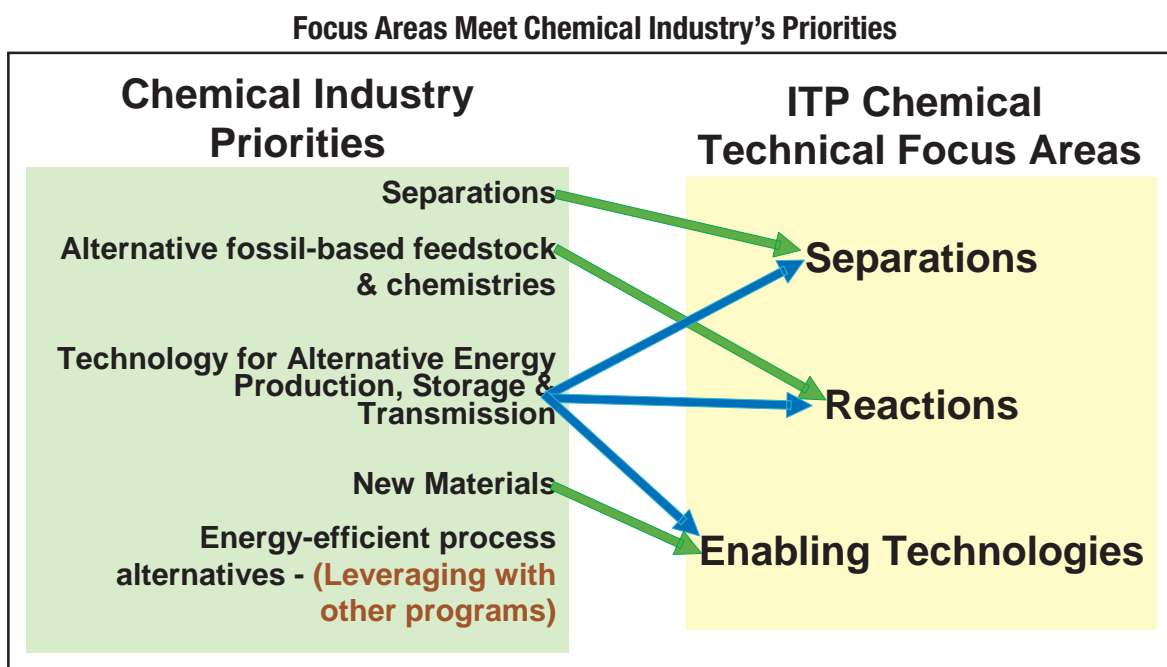 Focus Areas Meet Chemical Industry's Priorities
Chemical Industry
Priorities
Separations
Alternative fossil-based feedstock
& chemistries
Technology for Alternative Energy
Production, Storage &
Transmission
New Materials
Energy-efficient process
alternatives - (Leveraging with
other programs)
ITP Chemical
Technical Focus Areas
Separations
Reactions
Enabling Technologies